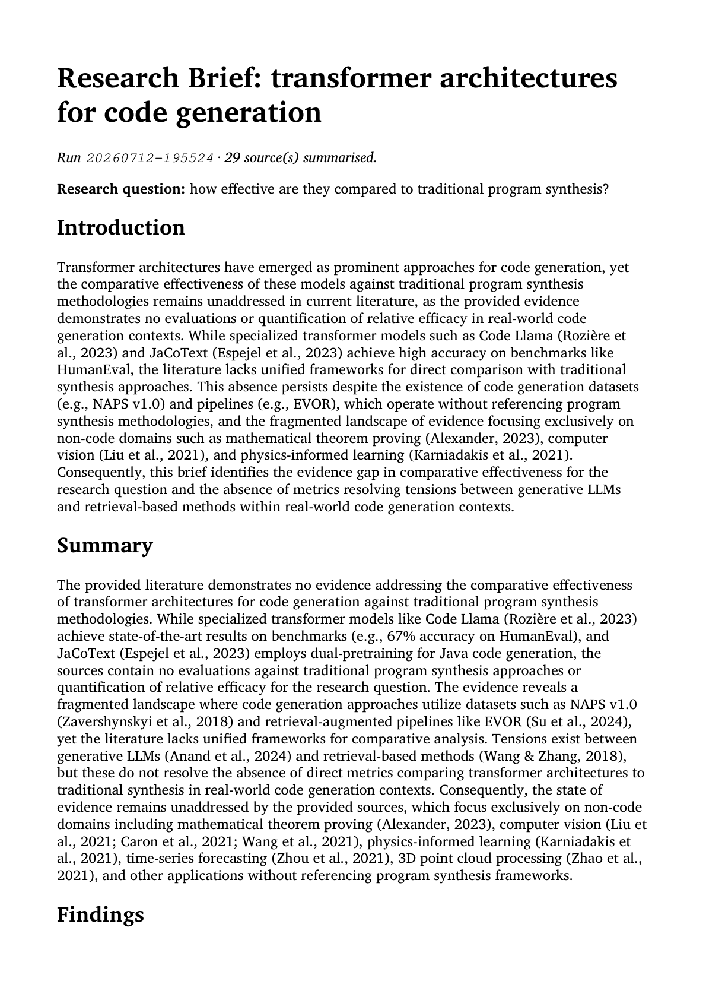 Research Brief: transformer architectures
for code generation
Run 20260712-195524 · 29 source(s) summarised.
Research question: how effective are they compared to traditional program synthesis?
Introduction
Transformer architectures have emerged as prominent approaches for code generation, yet
the comparative effectiveness of these models against traditional program synthesis
methodologies remains unaddressed in current literature, as the provided evidence
demonstrates no evaluations or quantification of relative efficacy in real-world code
generation contexts. While specialized transformer models such as Code Llama (Rozière et
al., 2023) and JaCoText (Espejel et al., 2023) achieve high accuracy on benchmarks like
HumanEval, the literature lacks unified frameworks for direct comparison with traditional
synthesis approaches. This absence persists despite the existence of code generation datasets
(e.g., NAPS v1.0) and pipelines (e.g., EVOR), which operate without referencing program
synthesis methodologies, and the fragmented landscape of evidence focusing exclusively on
non-code domains such as mathematical theorem proving (Alexander, 2023), computer
vision (Liu et al., 2021), and physics-informed learning (Karniadakis et al., 2021).
Consequently, this brief identifies the evidence gap in comparative effectiveness for the
research question and the absence of metrics resolving tensions between generative LLMs
and retrieval-based methods within real-world code generation contexts.
Summary
The provided literature demonstrates no evidence addressing the comparative effectiveness
of transformer architectures for code generation against traditional program synthesis
methodologies. While specialized transformer models like Code Llama (Rozière et al., 2023)
achieve state-of-the-art results on benchmarks (e.g., 67% accuracy on HumanEval), and
JaCoText (Espejel et al., 2023) employs dual-pretraining for Java code generation, the
sources contain no evaluations against traditional program synthesis approaches or
quantification of relative efficacy for the research question. The evidence reveals a
fragmented landscape where code generation approaches utilize datasets such as NAPS v1.0
(Zavershynskyi et al., 2018) and retrieval-augmented pipelines like EVOR (Su et al., 2024),
yet the literature lacks unified frameworks for comparative analysis. Tensions exist between
generative LLMs (Anand et al., 2024) and retrieval-based methods (Wang & Zhang, 2018),
but these do not resolve the absence of direct metrics comparing transformer architectures to
traditional synthesis in real-world code generation contexts. Consequently, the state of
evidence remains unaddressed by the provided sources, which focus exclusively on non-code
domains including mathematical theorem proving (Alexander, 2023), computer vision (Liu et
al., 2021; Caron et al., 2021; Wang et al., 2021), physics-informed learning (Karniadakis et
al., 2021), time-series forecasting (Zhou et al., 2021), 3D point cloud processing (Zhao et al.,
2021), and other applications without referencing program synthesis frameworks.
Findings